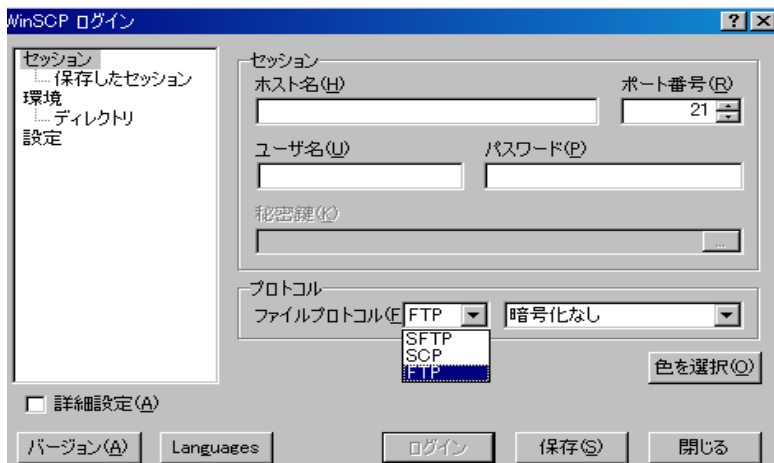 WinSCP ログイン
セッション
保存したセッション
環境
ディレクトリ
設定
セッション
ホスト名(H)
ポート番号(R)
21
ユーザ名(U)
パスワード(P)
秘密鍵(K)
...
プロトコル
ファイルプロトコル(F
FTP
暗号化なし
SFTP
SCP
FTP
色を選択(O)
詳細設定(A)
バージョン(A)
Languages
ログイン
保存(S)
閉じる